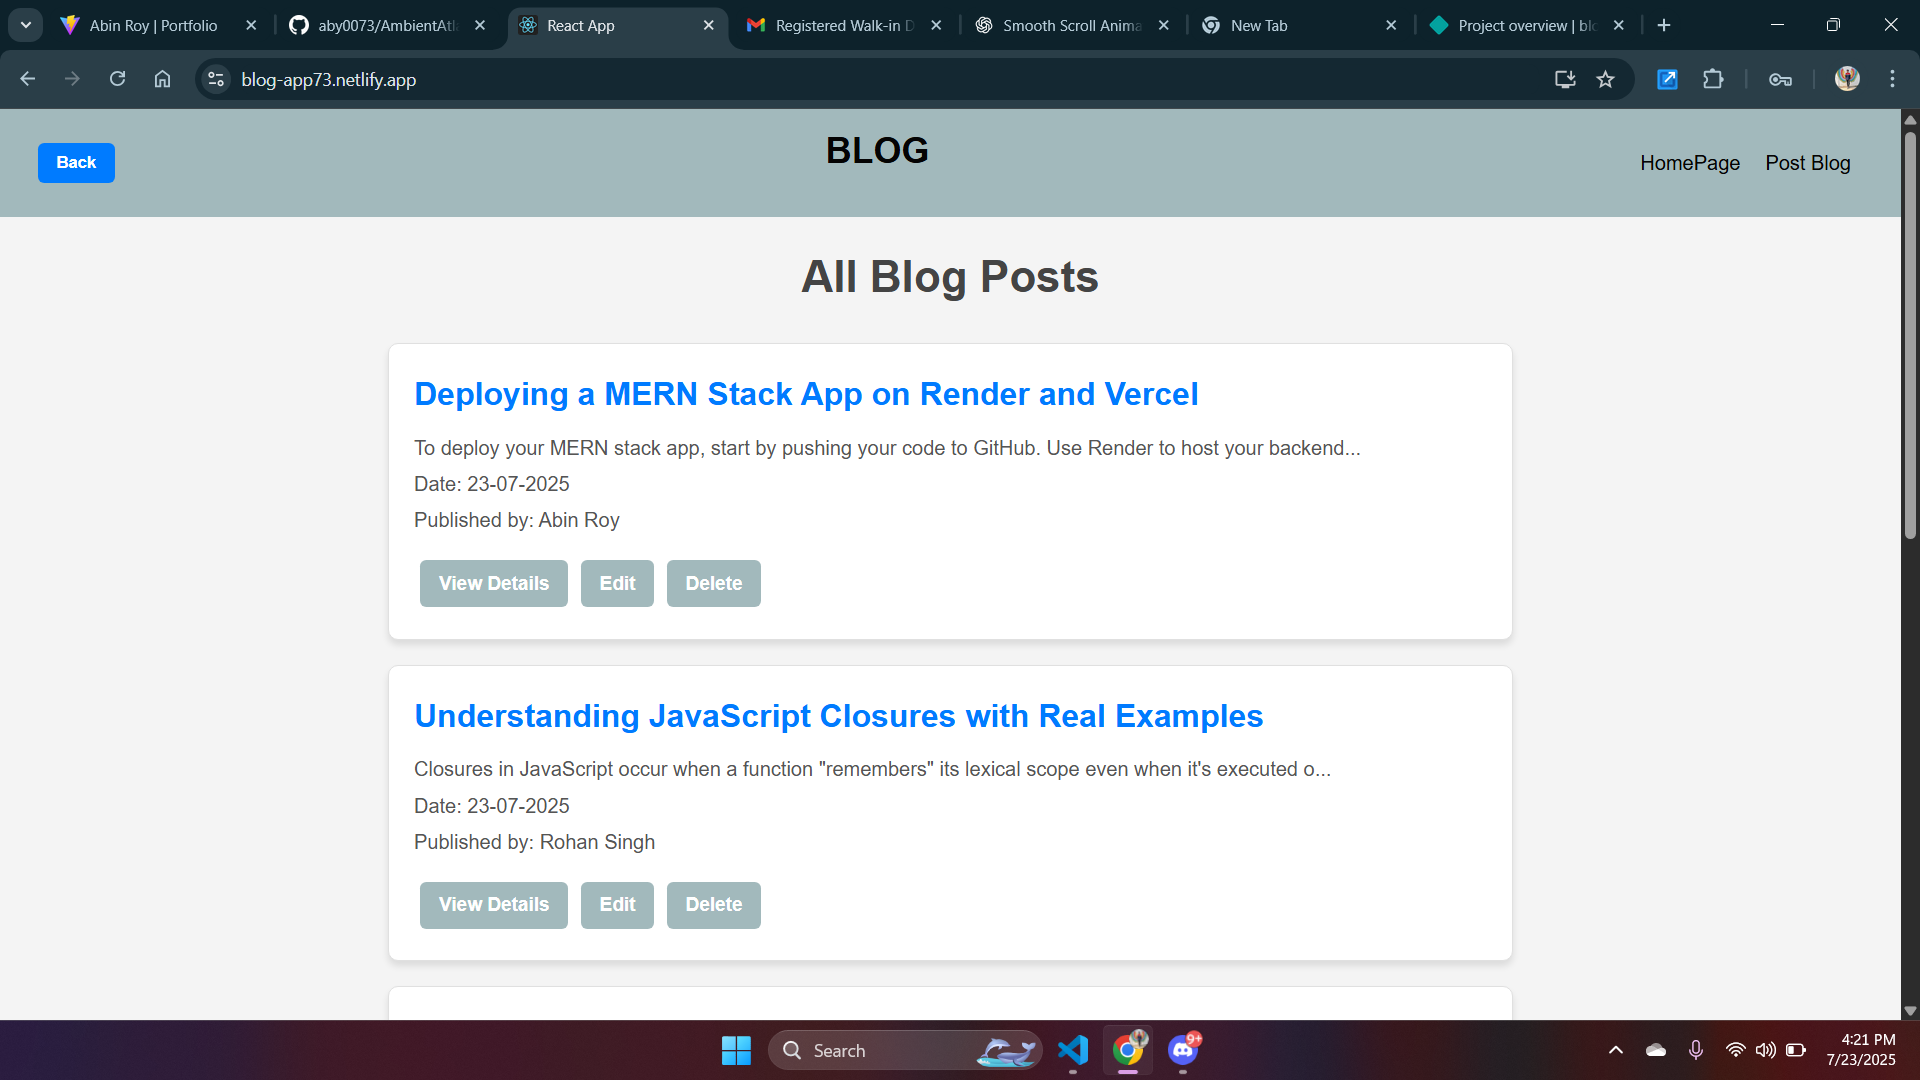 Abin Roy | Portfolio
aby0073/AmbientAtl
React App
Registered Walk-in D
Smooth Scroll Anima
New Tab
Project overview | blo
blog-app73.netlify.app
Back
BLOG
HomePage
Post Blog
All Blog Posts
Deploying a MERN Stack App on Render and Vercel
To deploy your MERN stack app, start by pushing your code to GitHub. Use Render to host your backend...
Date: 23-07-2025
Published by: Abin Roy
View Details Edit Delete
Understanding JavaScript Closures with Real Examples
Closures in JavaScript occur when a function "remembers" its lexical scope even when it's executed o...
Date: 23-07-2025
Published by: Rohan Singh
View Details Edit Delete
Search
9+
4:21 PM
7/23/2025